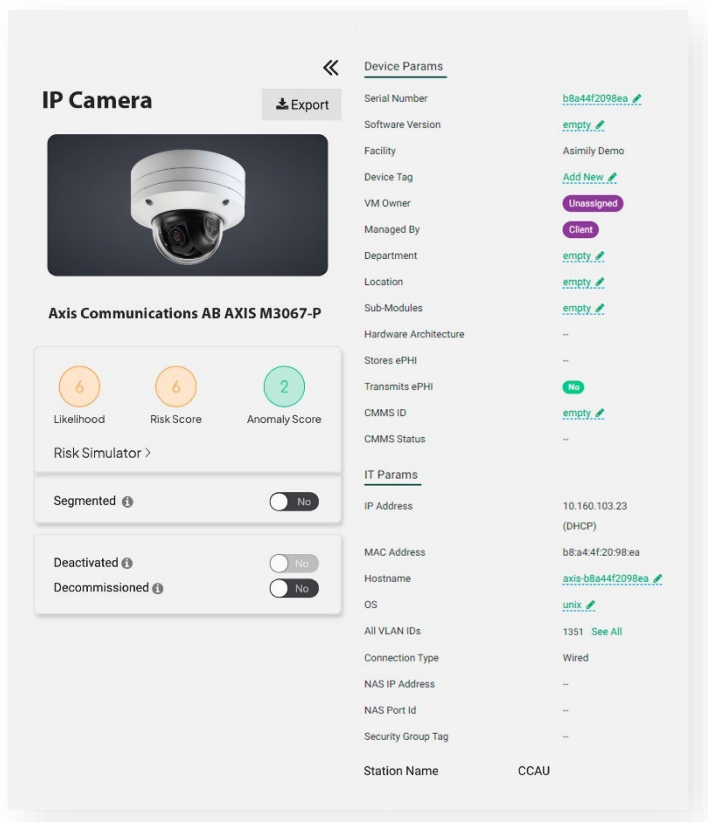 IP Camera
Export
Axis Communications AB AXIS M3067-P
6 6 2
Likelihood Risk Score Anomaly Score
Risk Simulator >
Segmented No
Deactivated No
Decommissioned No
Device Params
Serial Number b8a44f2098ea
Software Version empty
Facility Asimily Demo
Device Tag Add New
VM Owner Unassigned
Managed By Client
Department empty
Location empty
Sub-Modules empty
Hardware Architecture --
Stores ePHI --
Transmits ePHI No
CMMS ID empty
CMMS Status --
IT Params
IP Address 10.160.103.23
(DHCP)
MAC Address b8:a4:4f:20:98:ea
Hostname axis-b8a44f2098ea
OS unix
All VLAN IDs 1351 See All
Connection Type Wired
NAS IP Address --
NAS Port Id --
Security Group Tag --
Station Name CCAU